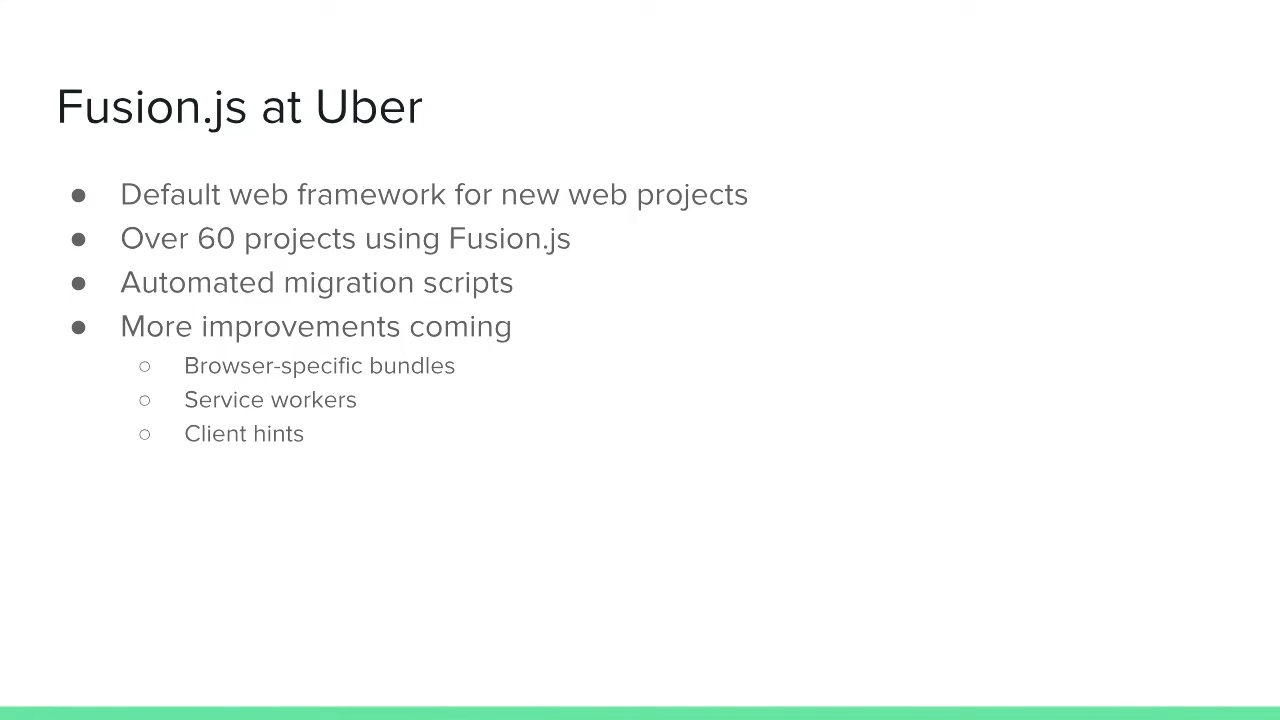 Fusion.js at Uber
● Default web framework for new web projects
● Over 60 projects using Fusion.js
● Automated migration scripts
● More improvements coming
○ Browser-specific bundles
○ Service workers
○ Client hints